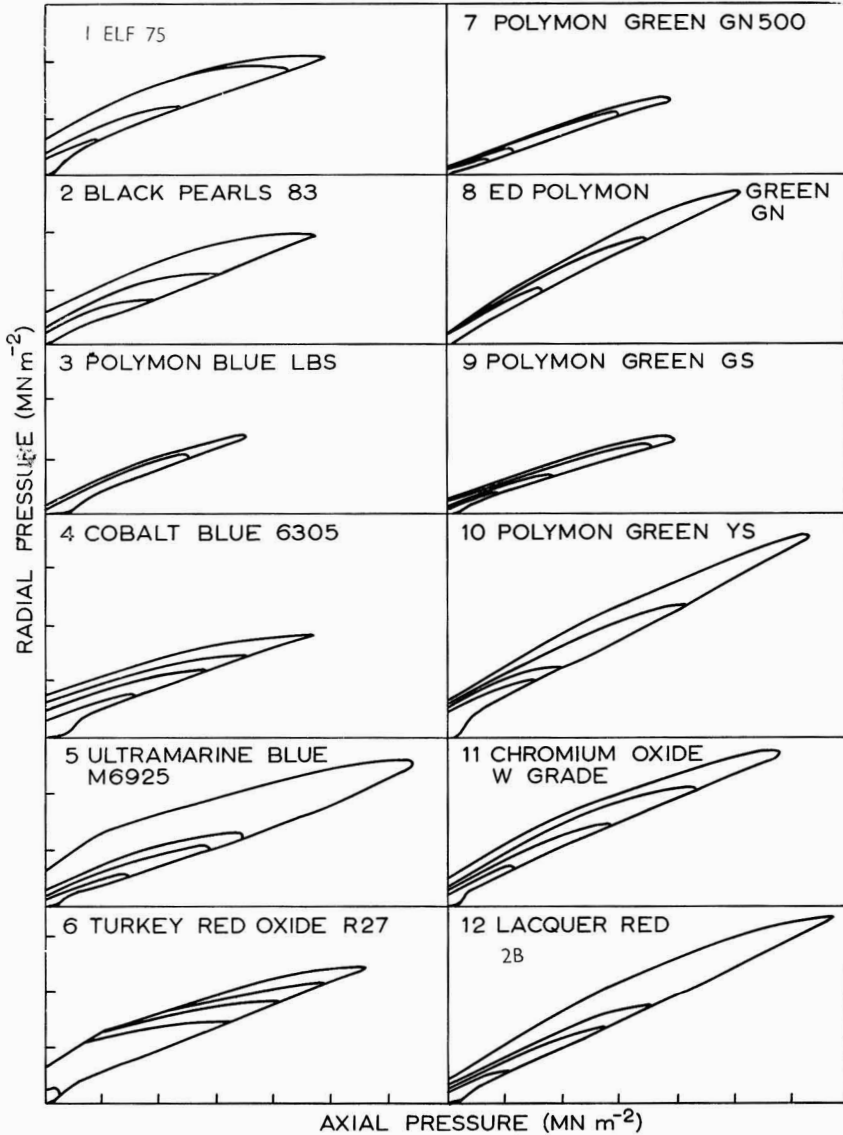 1 ELF 75
2 BLACK PEARLS 83
3 POLYMON BLUE LBS
4 COBALT BLUE 6305
5 ULTRAMARINE BLUE
M6925
6 TURKEY RED OXIDE R27
7 POLYMON GREEN GN500
8 ED POLYMON GREEN
GN
9 POLYMON GREEN GS
10 POLYMON GREEN YS
11 CHROMIUM OXIDE
W GRADE
12 LACQUER RED
2B
RADIAL PRESSURE (MN m⁻²)
AXIAL PRESSURE (MN m⁻²)